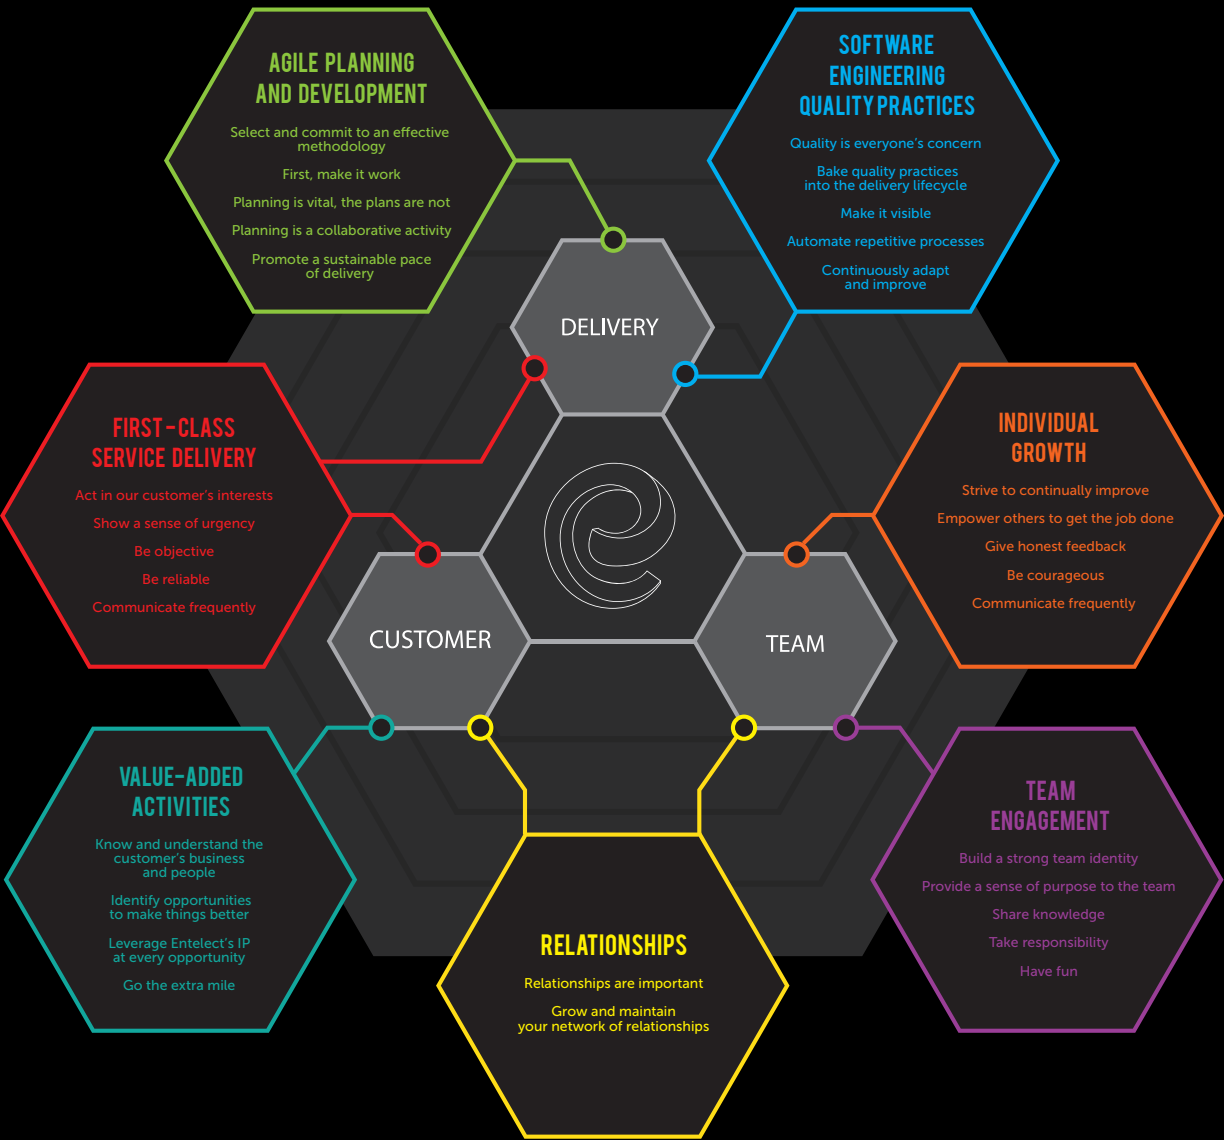 AGILE PLANNING
AND DEVELOPMENT
Select and commit to an effective
methodology
First, make it work
Planning is vital, the plans are not
Planning is a collaborative activity
Promote a sustainable pace
of delivery
SOFTWARE
ENGINEERING
QUALITY PRACTICES
Quality is everyone's concern
Bake quality practices
into the delivery lifecycle
Make it visible
Automate repetitive processes
Continuously adapt
and improve
DELIVERY
FIRST-CLASS
SERVICE DELIVERY
Act in our customer's interests
Show a sense of urgency
Be objective
Be reliable
Communicate frequently
INDIVIDUAL
GROWTH
Strive to continually improve
Empower others to get the job done
Give honest feedback
Be courageous
Communicate frequently
CUSTOMER
TEAM
VALUE-ADDED
ACTIVITIES
Know and understand the
customer's business
and people
Identify opportunities
to make things better
Leverage Entelect's IP
at every opportunity
Go the extra mile
RELATIONSHIPS
Relationships are important
Grow and maintain
your network of relationships
TEAM
ENGAGEMENT
Build a strong team identity
Provide a sense of purpose to the team
Share knowledge
Take responsibility
Have fun